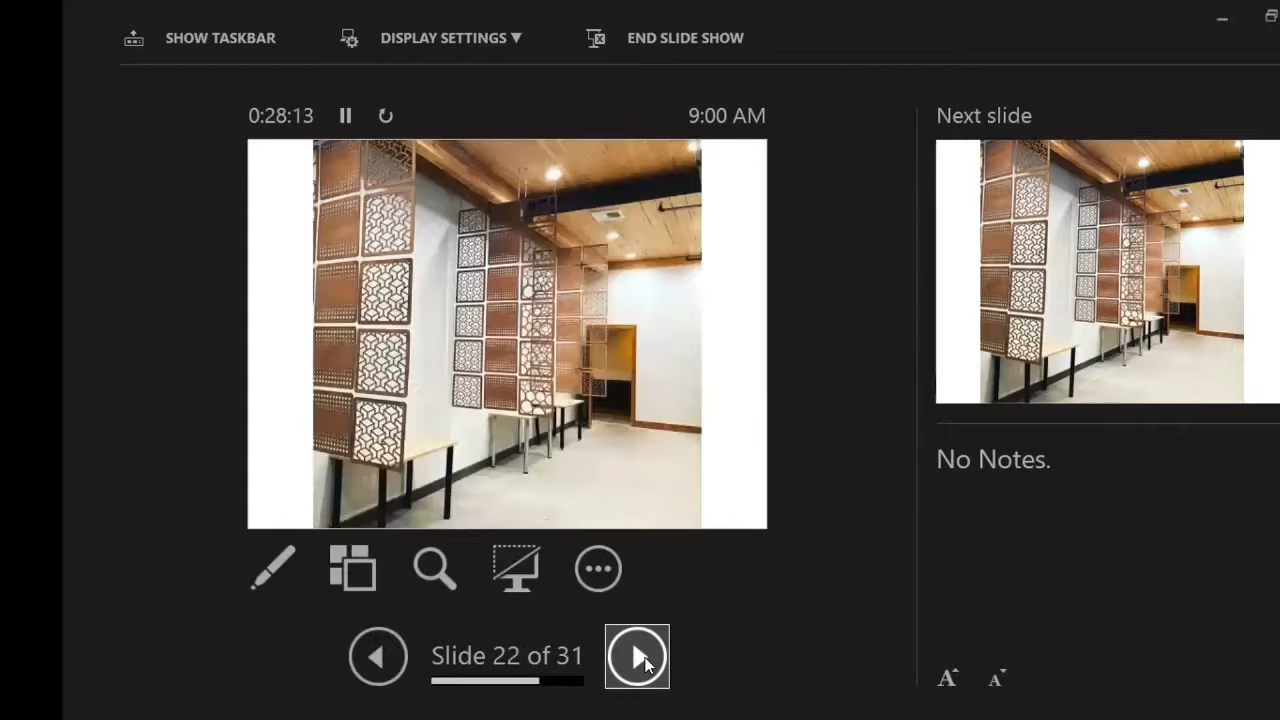 SHOW TASKBAR
DISPLAY SETTINGS ▼
END SLIDE SHOW
0:28:13
9:00 AM
Next slide
No Notes.
Slide 22 of 31
A A